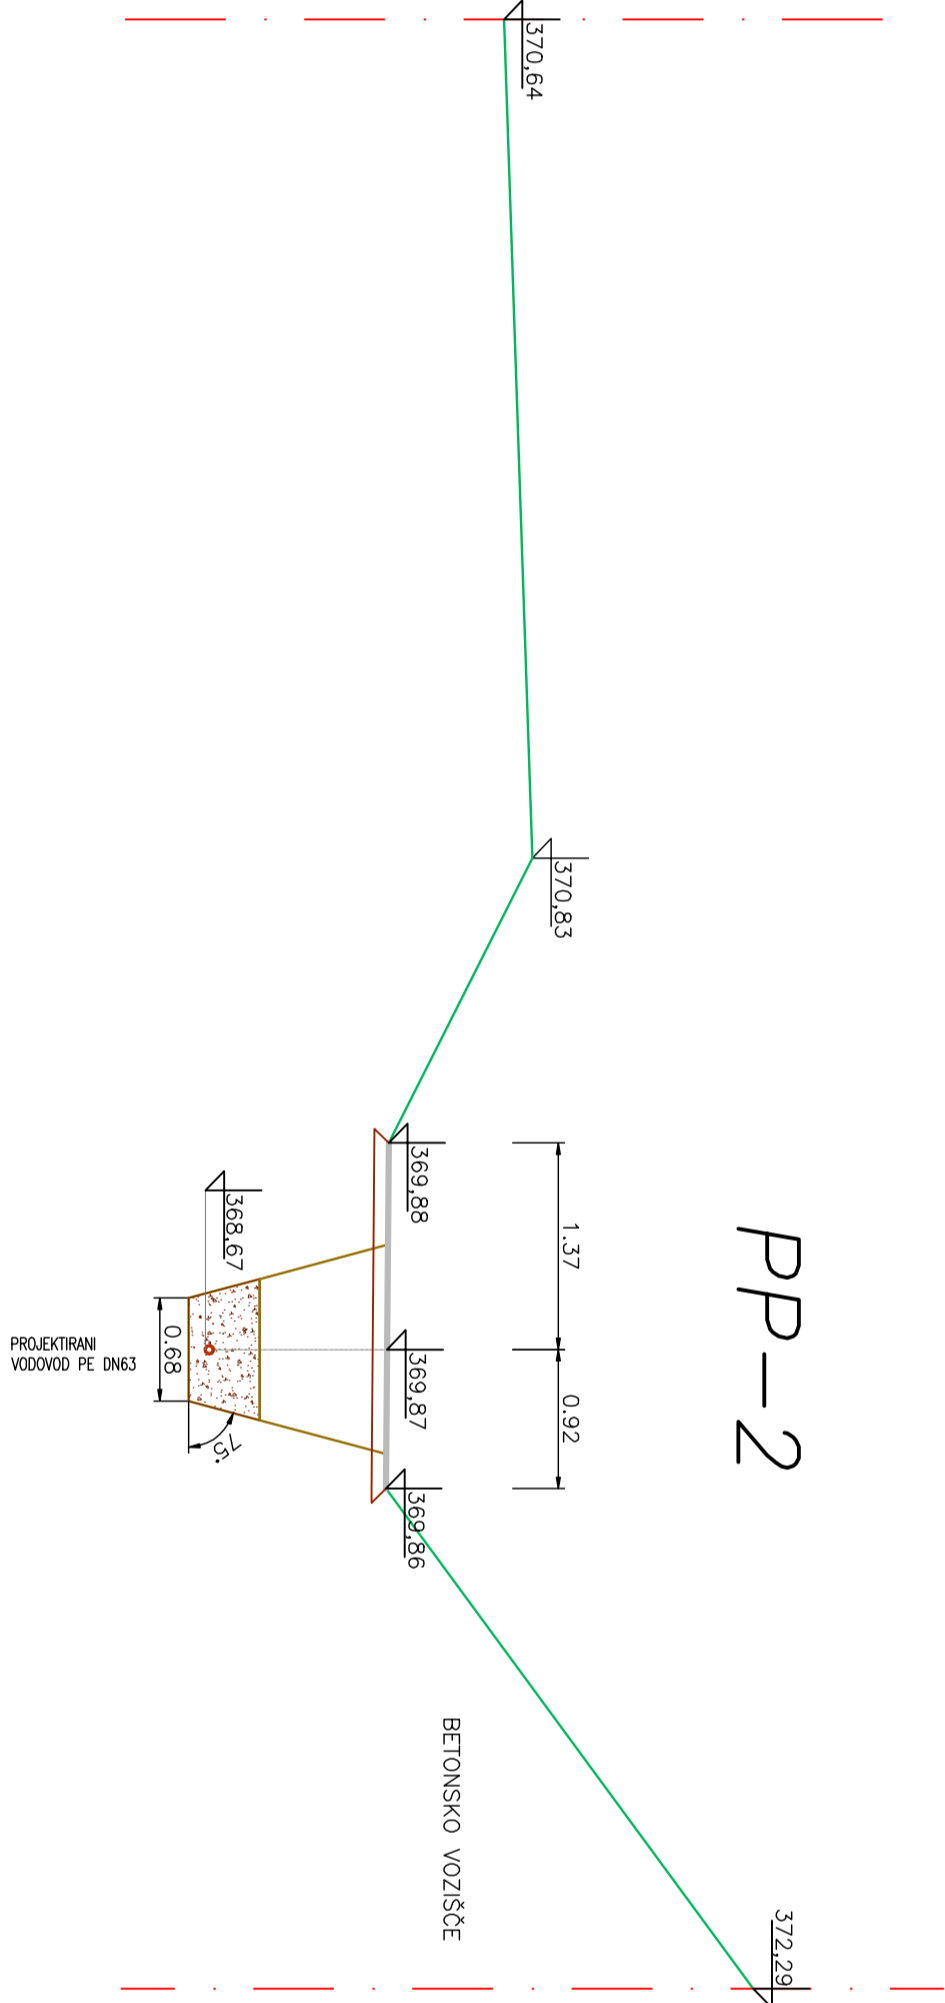 PP-2
370,64
370,83
369,88
1.37
368,67
369,87
0.92
0.68
PROJEKTIRANI
VODOVOD PE DN63
75°
369,86
BETONSKO VOZIŠČE
372,29